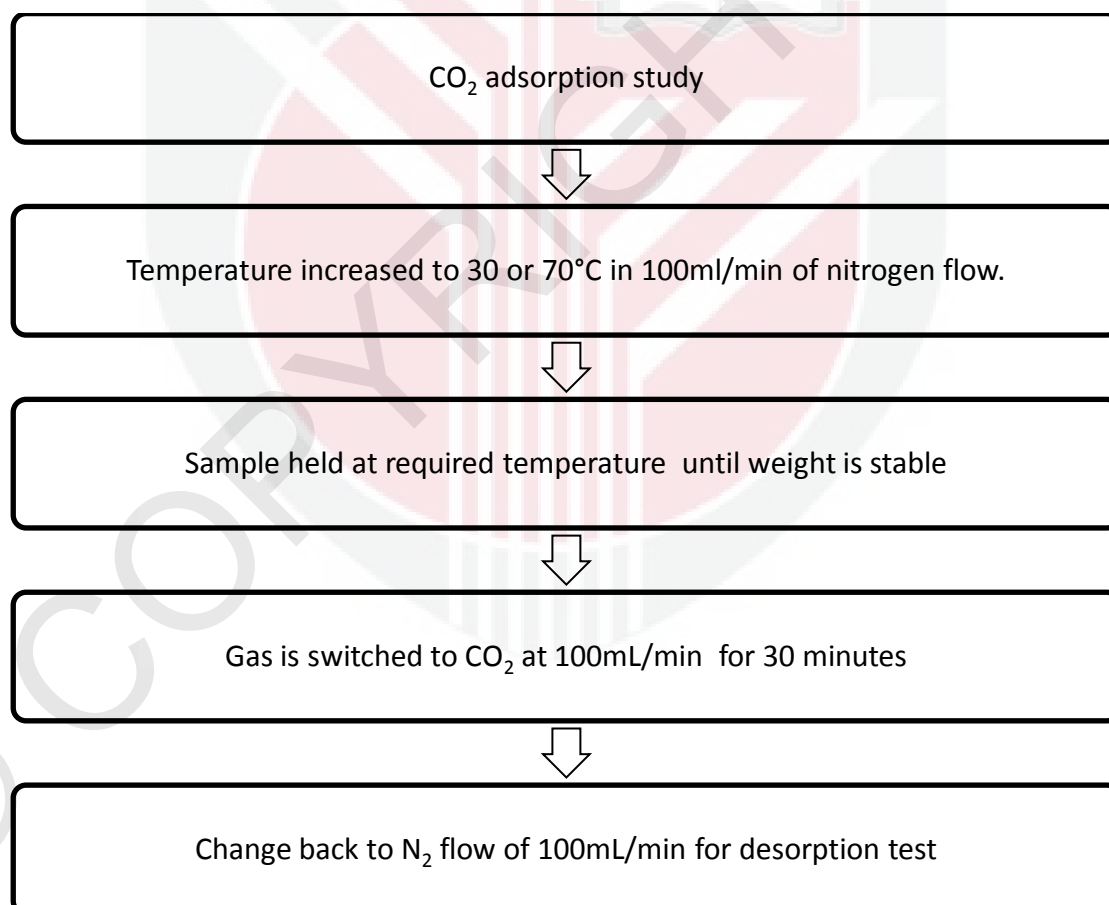 CO₂ adsorption study
Temperature increased to 30 or 70°C in 100ml/min of nitrogen flow.
Sample held at required temperature until weight is stable
Gas is switched to CO₂ at 100mL/min for 30 minutes
Change back to N₂ flow of 100mL/min for desorption test
COPYRIGH